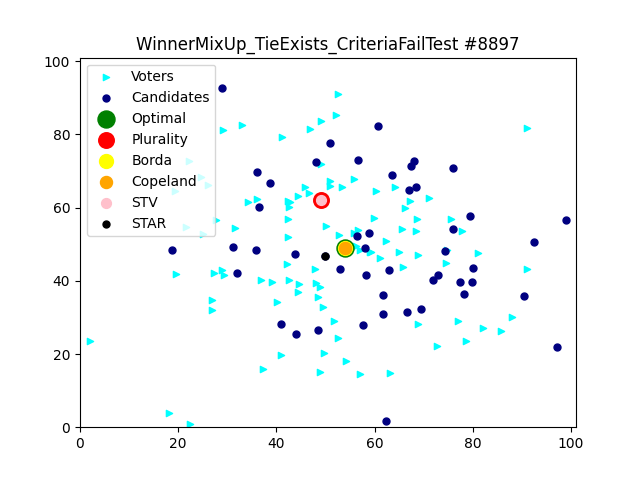 WinnerMixUp_TieExists_CriteriaFailTest #8897
100
80
60
40
20
0
Voters
Candidates
Optimal
Plurality
Borda
Copeland
STV
STAR
0 20 40 60 80 100